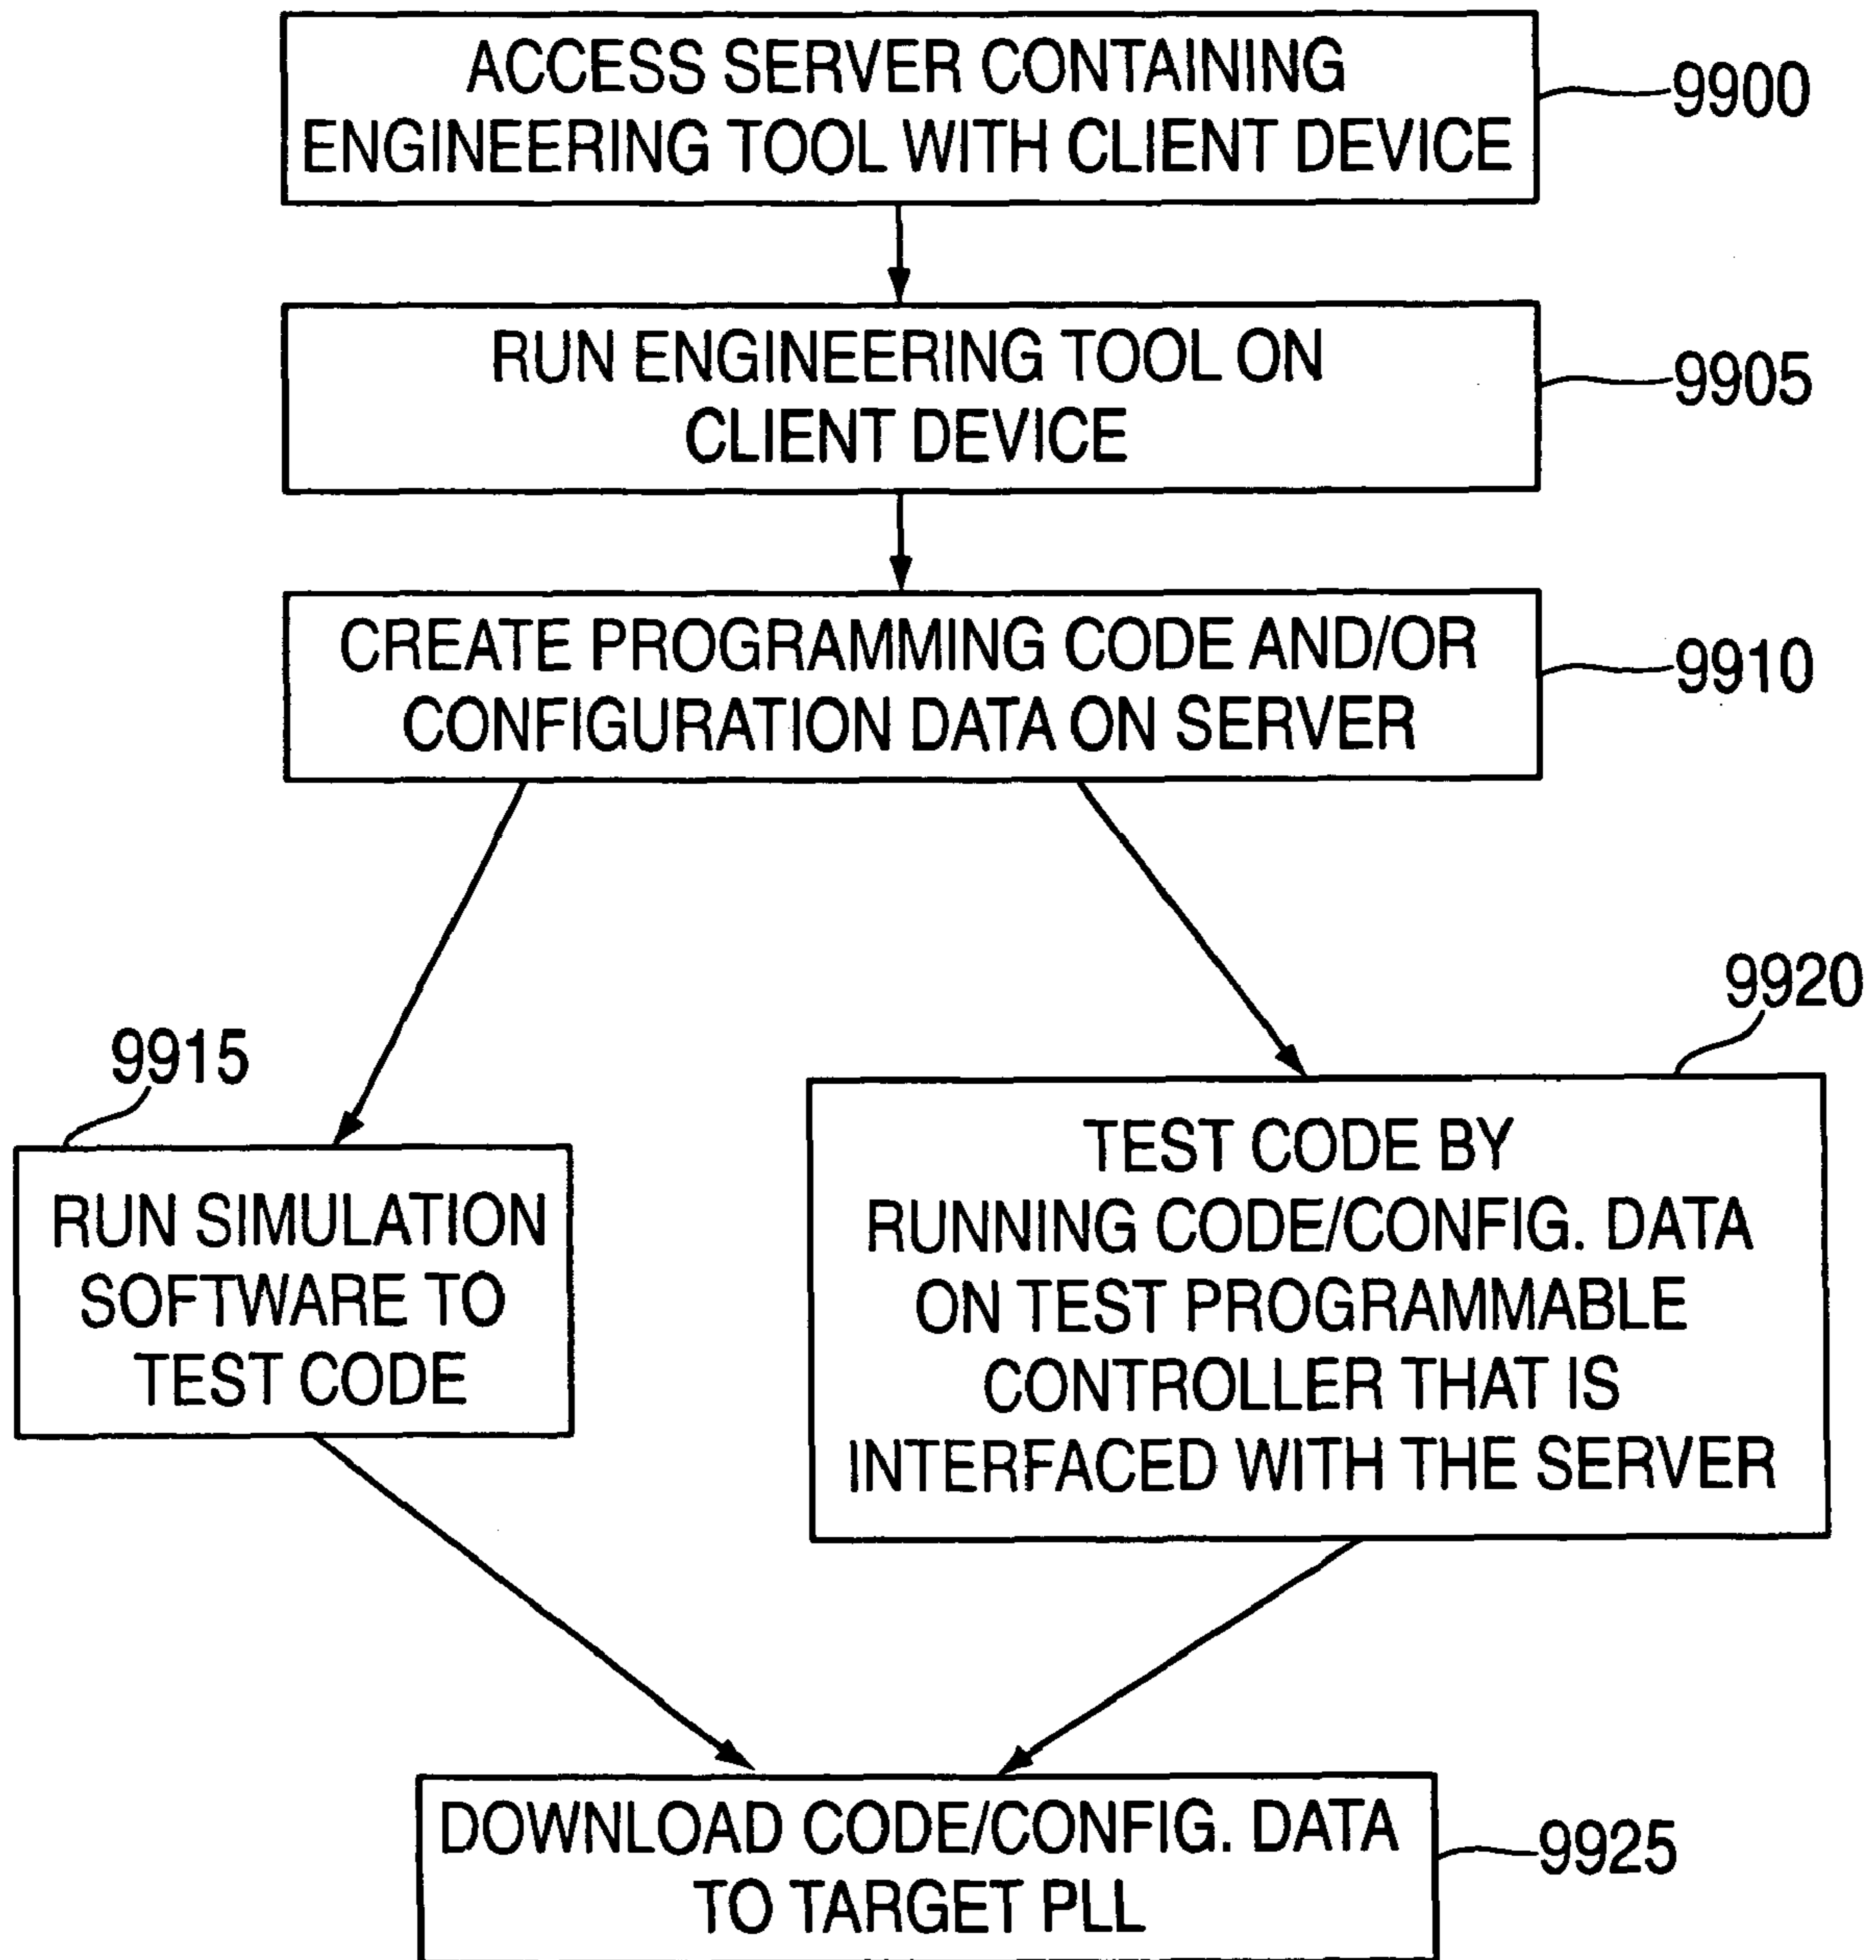 ACCESS SERVER CONTAINING
ENGINEERING TOOL WITH CLIENT DEVICE
9900
RUN ENGINEERING TOOL ON
CLIENT DEVICE
9905
CREATE PROGRAMMING CODE AND/OR
CONFIGURATION DATA ON SERVER
9910
9915
RUN SIMULATION
SOFTWARE TO
TEST CODE
9920
TEST CODE BY
RUNNING CODE/CONFIG. DATA
ON TEST PROGRAMMABLE
CONTROLLER THAT IS
INTERFACED WITH THE SERVER
DOWNLOAD CODE/CONFIG. DATA
TO TARGET PLL
9925